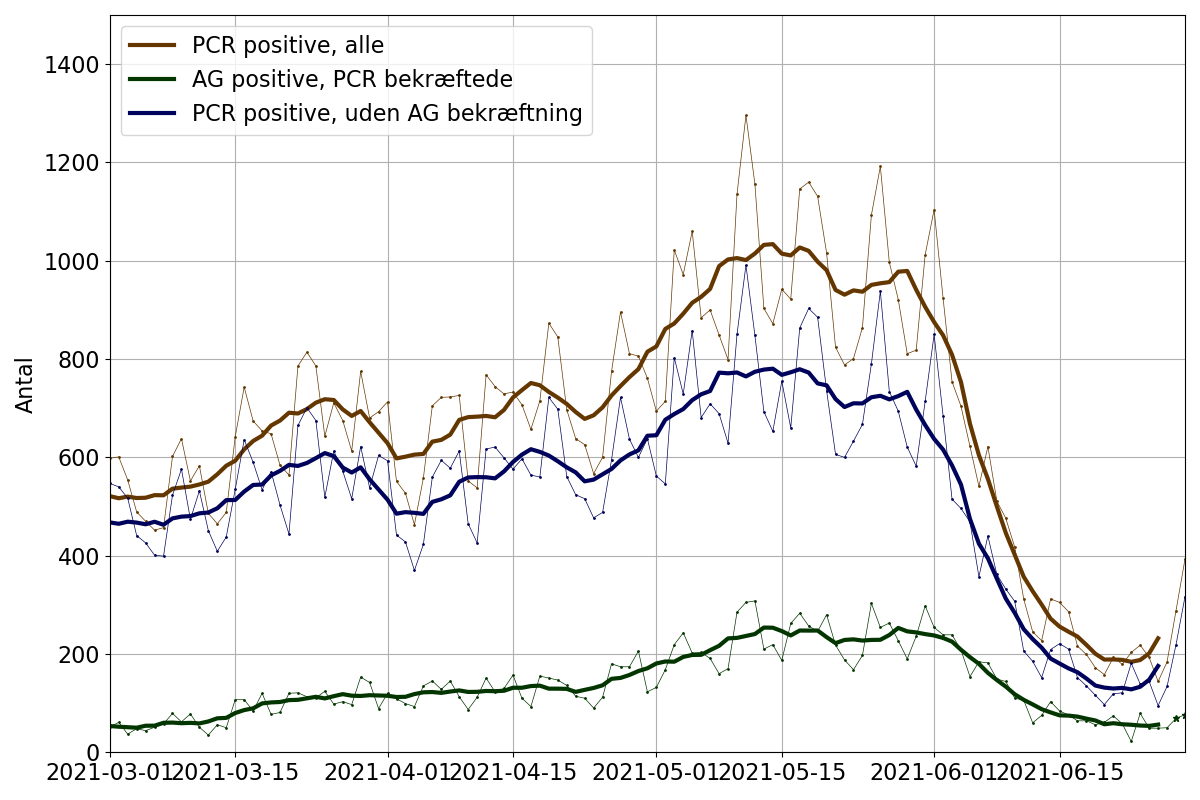 PCR positive, alle
AG positive, PCR bekræftede
PCR positive, uden AG bekræftning
Antal
1400
1200
1000
800
600
400
200
0
2021-03-01 2021-03-15 2021-04-01 2021-04-15 2021-05-01 2021-05-15 2021-06-01 2021-06-15